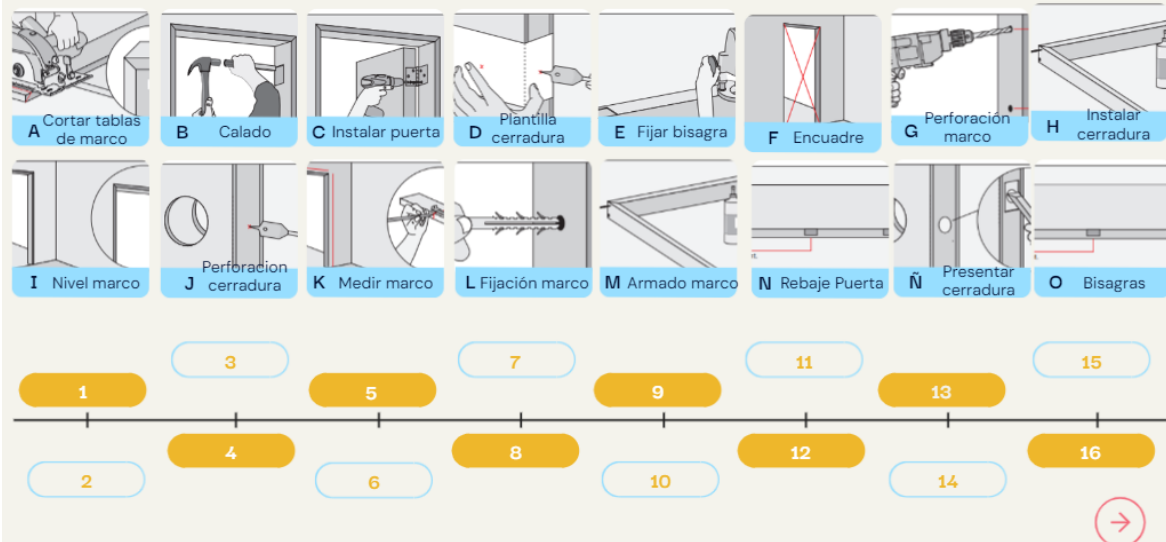 A Cortar tablas
de marco
B Calado
C Instalar puerta
D Plantilla
cerradura
E Fijar bisagra
F Encuadre
G Perforación
marco
H Instalar
cerradura
I Nivel marco
J Perforacion
cerradura
K Medir marco
L Fijación marco
M Armado marco
N Rebaje Puerta
Ñ Presentar
cerradura
O Bisagras
3
7
11
15
1
5
9
13
4
8
12
16
2
6
10
14